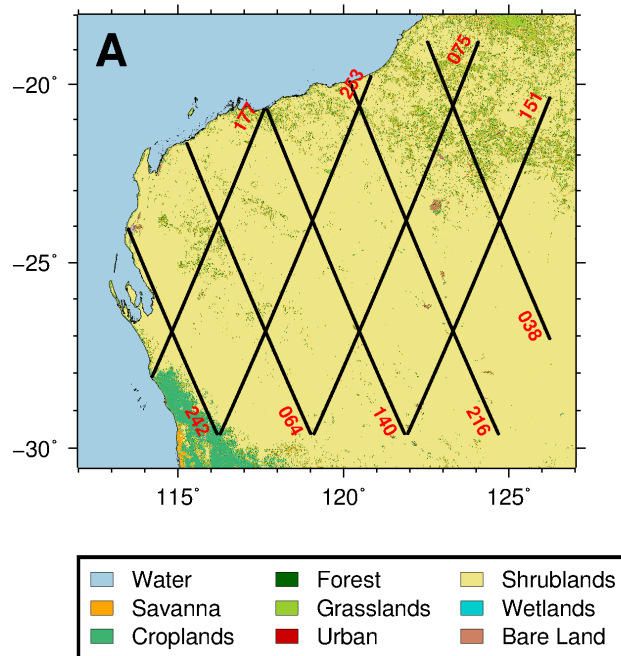 A
075
253
151
177
−20°
−25°
038
242
064
140
216
−30°
115°
120°
125°
Water
Forest
Shrublands
Savanna
Grasslands
Wetlands
Croplands
Urban
Bare Land